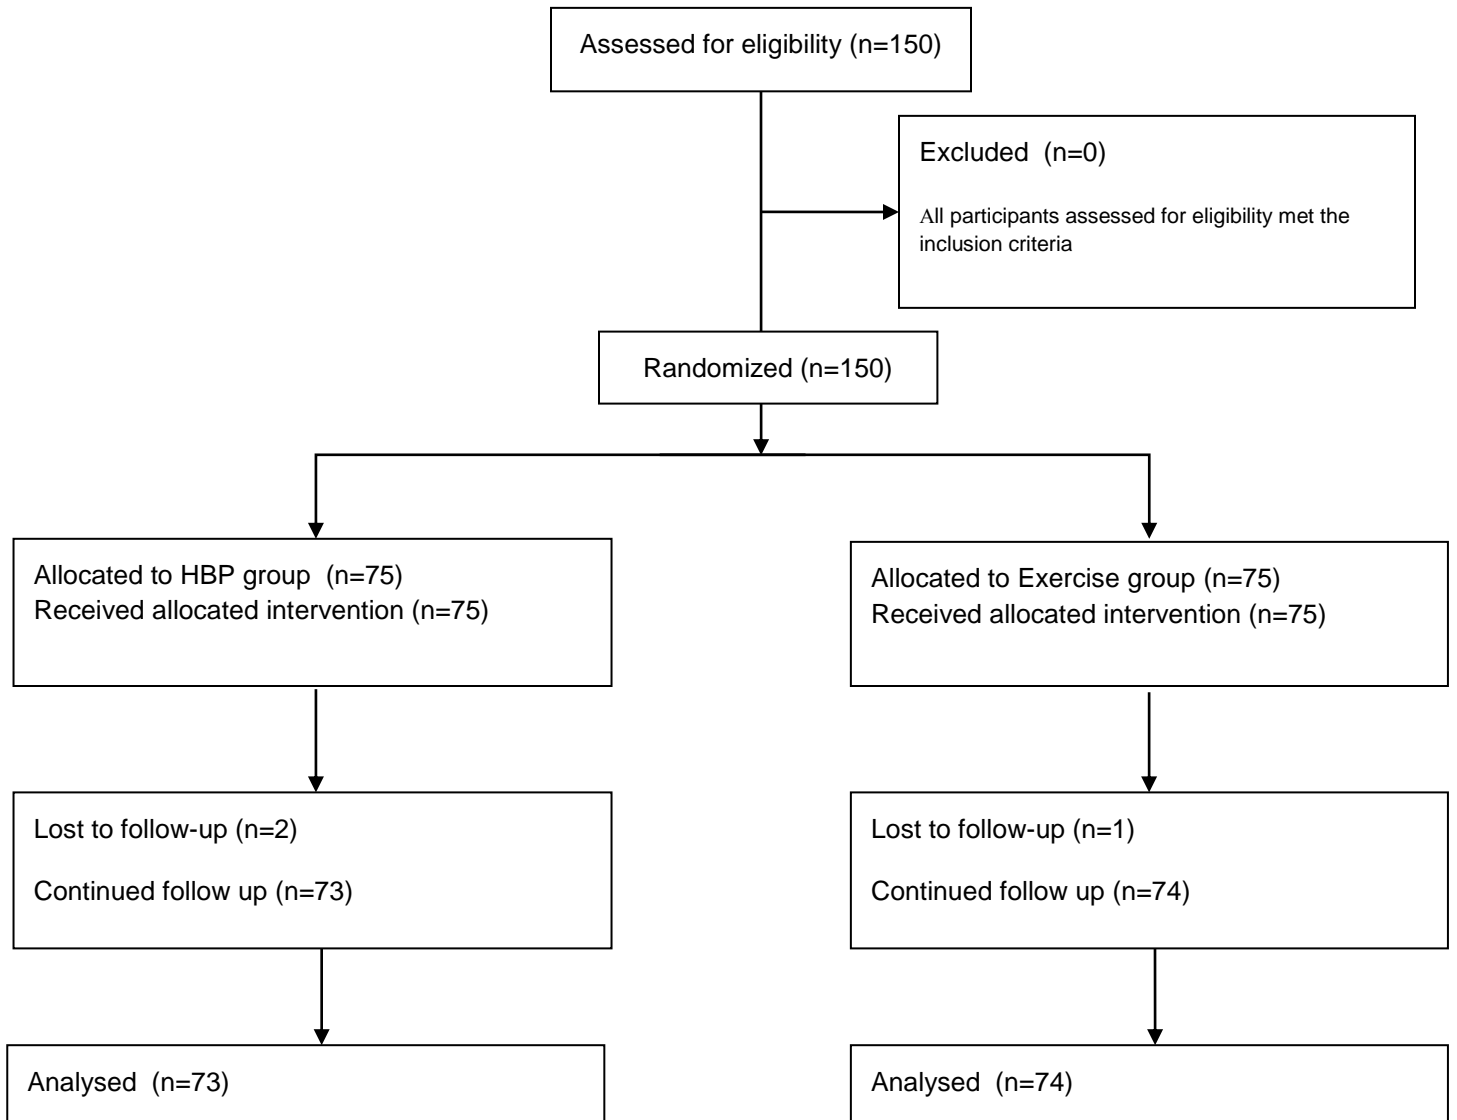 Assessed for eligibility (n=150)
Excluded  (n=0)
All participants assessed for eligibility met the
inclusion criteria
Randomized (n=150)
Allocated to HBP group  (n=75)
Received allocated intervention (n=75)
Allocated to Exercise group (n=75)
Received allocated intervention (n=75)
Lost to follow-up (n=2)
Continued follow up (n=73)
Lost to follow-up (n=1)
Continued follow up (n=74)
Analysed  (n=73)
Analysed  (n=74)